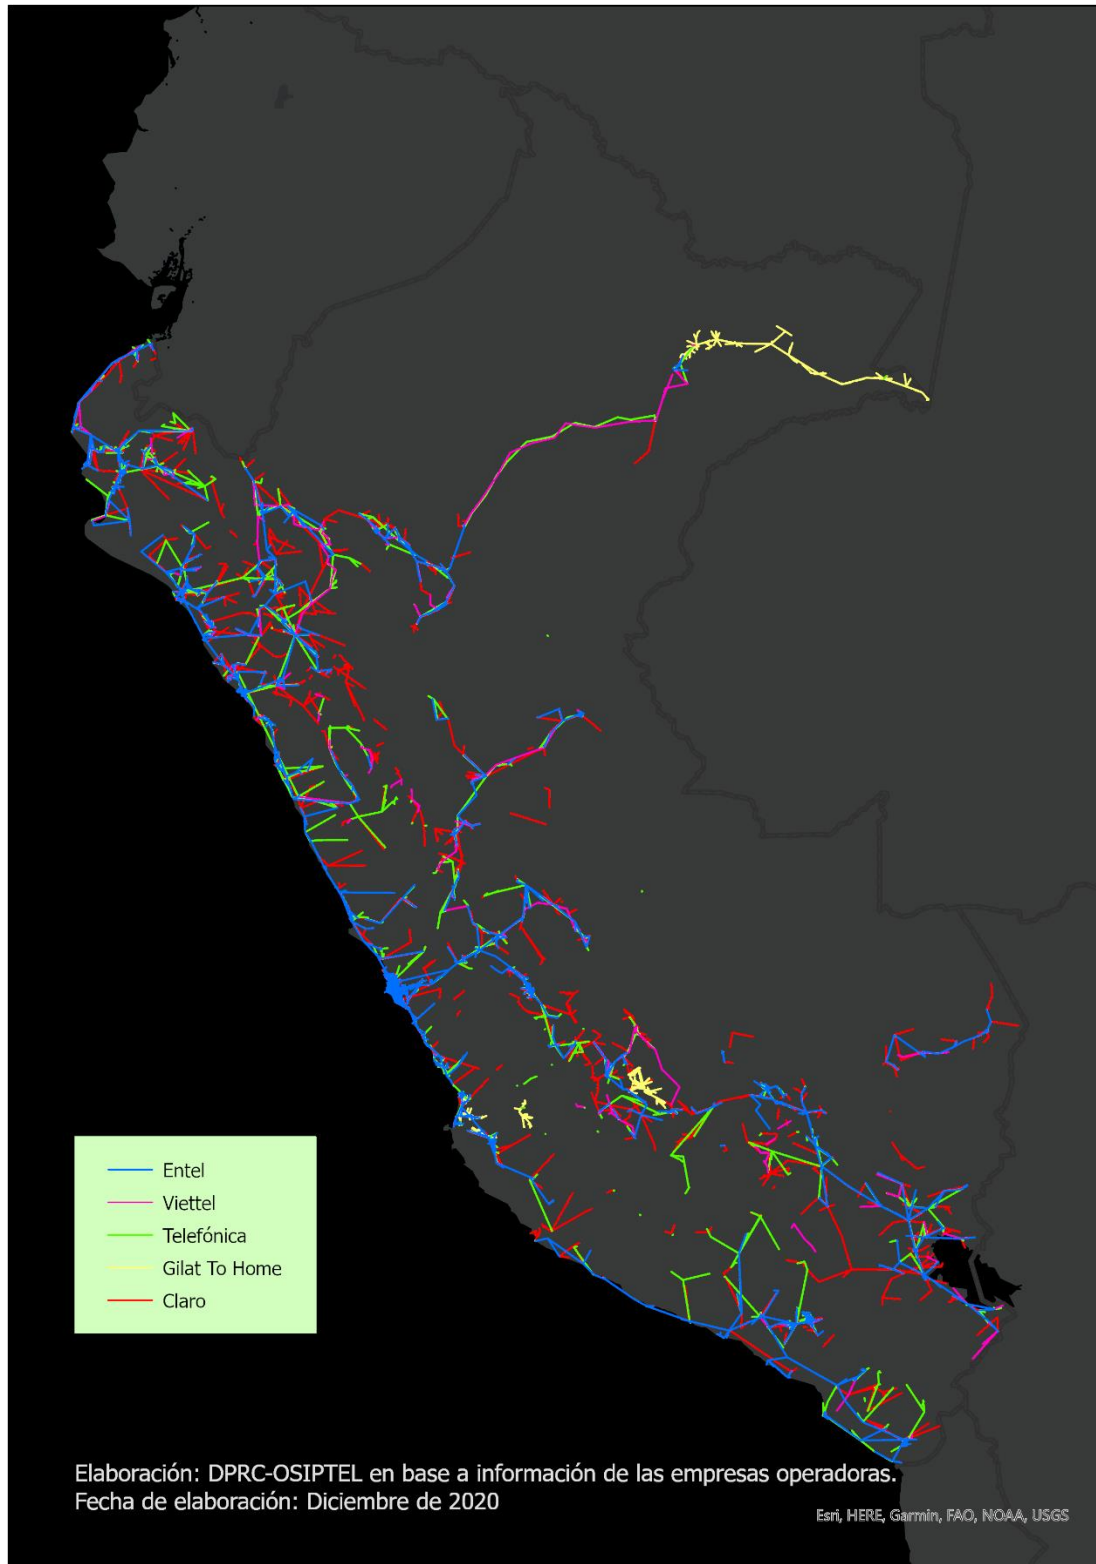 Entel
Viettel
Telefónica
Gilat To Home
Claro
Elaboración: DPRC-OSIPTEL en base a información de las empresas operadoras.
Fecha de elaboración: Diciembre de 2020
Esri, HERE, Garmin, FAO, NOAA, USGS